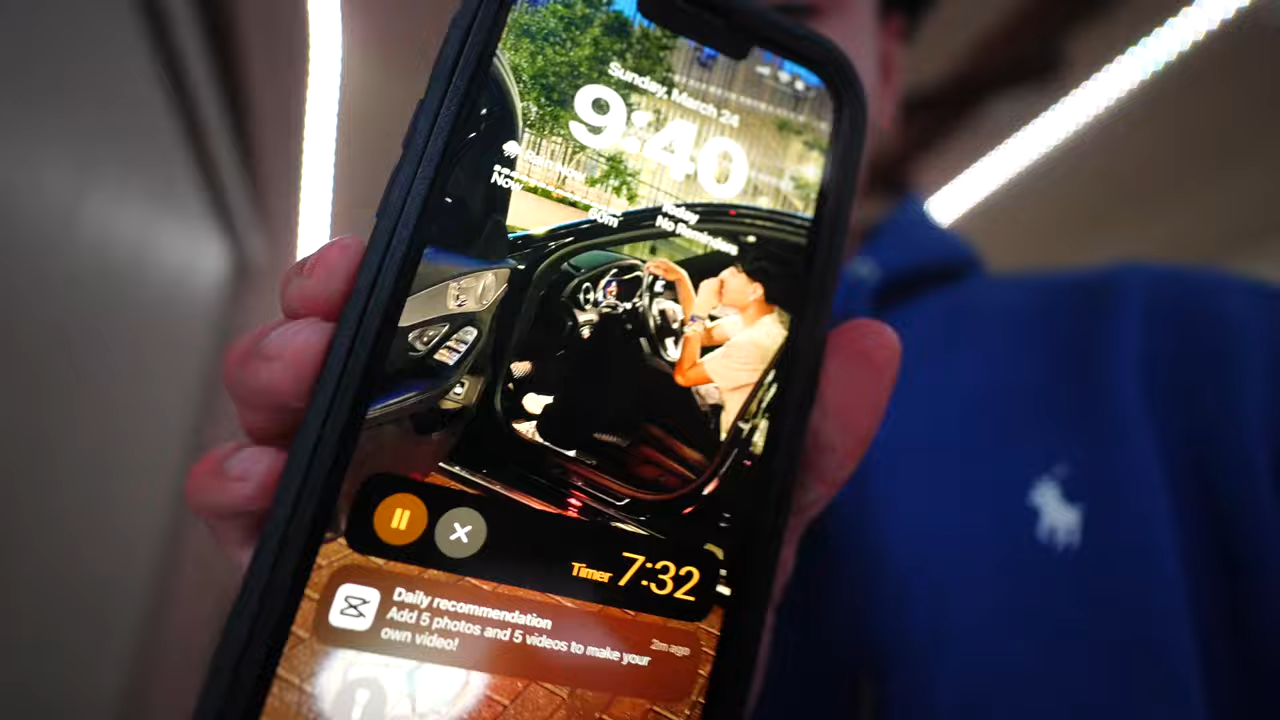 Sunday, March 24
9:40
Now
60m
Today
No Reminders
Timer 7:32
Daily recommendation
2m ago
Add 5 photos and 5 videos to make your
own video!